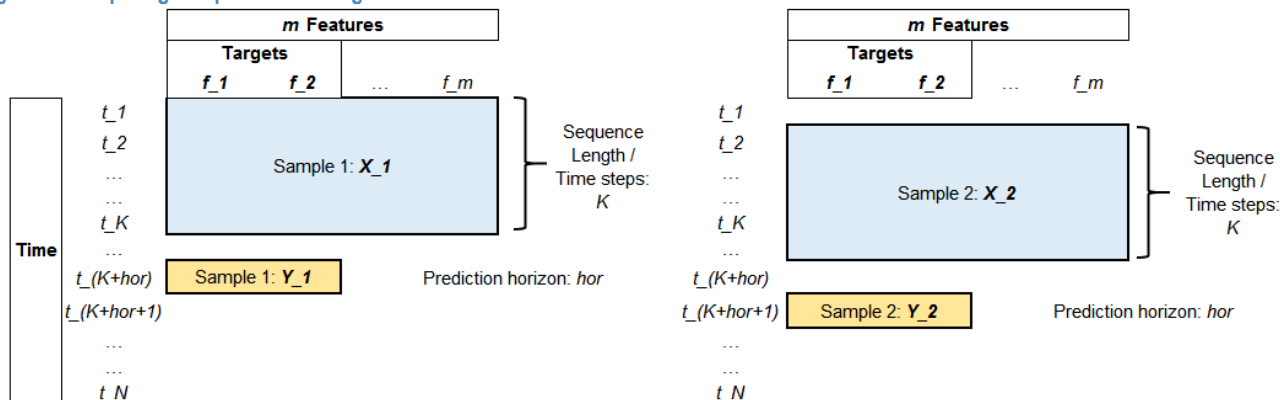 m Features
Targets
f_1 f_2 ... f_m
t_1
t_2
...
...
t_K
...
t_(K+hor)
t_(K+hor+1)
...
...
t_N
Time
Sample 1: X_1
Sequence
Length /
Time steps:
K
Sample 1: Y_1
Prediction horizon: hor
m Features
Targets
f_1 f_2 ... f_m
t_1
t_2
...
...
t_K
...
t_(K+hor)
t_(K+hor+1)
...
...
t_N
Sample 2: X_2
Sequence
Length /
Time steps:
K
Sample 2: Y_2
Prediction horizon: hor